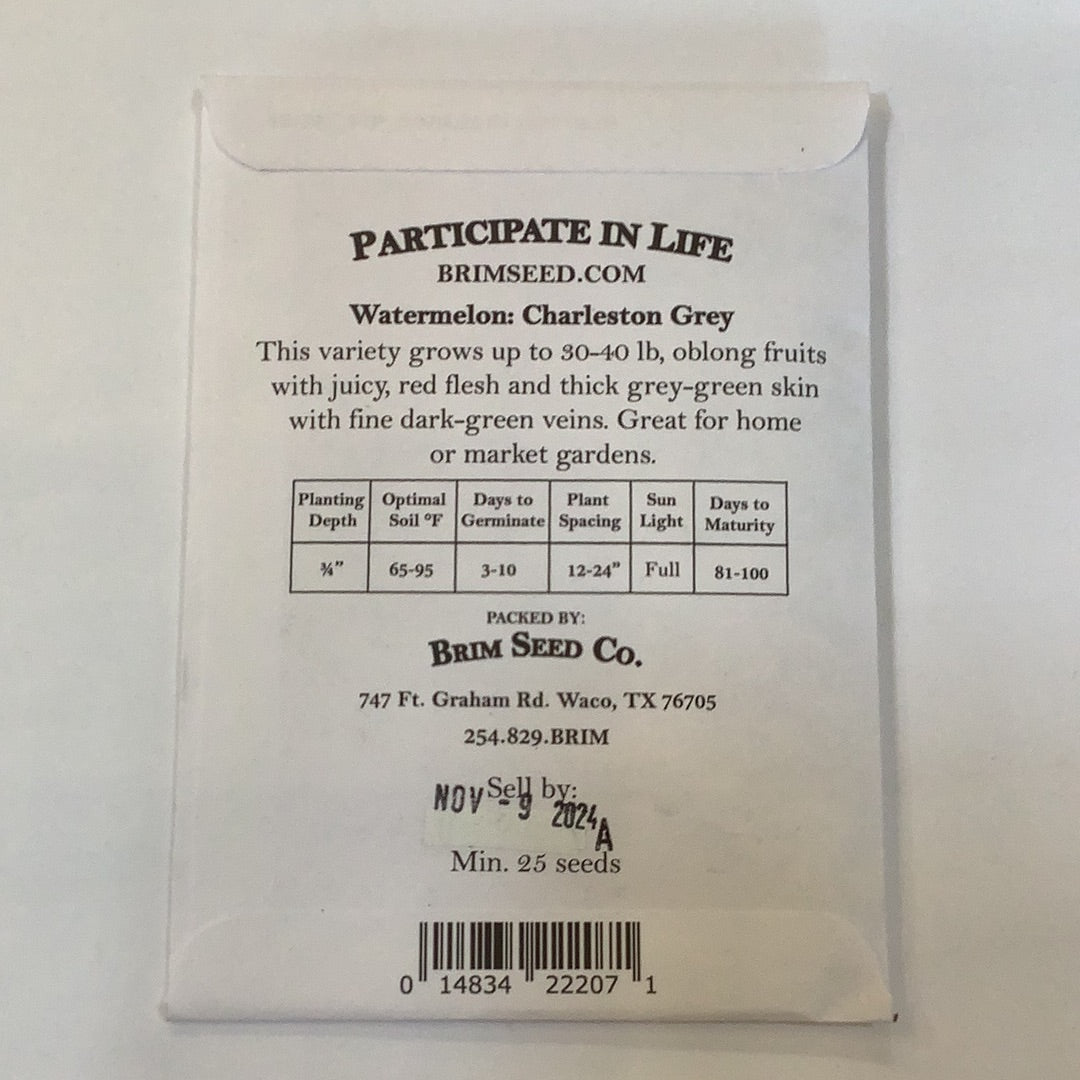 PARTICIPATE IN LIFE
BRIMSEED.COM
Watermelon: Charleston Grey
This variety grows up to 30-40 lb, oblong fruits
with juicy, red flesh and thick grey-green skin
with fine dark-green veins. Great for home
or market gardens.
Planting Depth Optimal Soil °F Days to Germinate Plant Spacing Sun Light Days to Maturity
¾” 65-95 3-10 12-24” Full 81-100
PACKED BY:
BRIM SEED CO.
747 Ft. Graham Rd. Waco, TX 76705
254.829.BRIM
Sell by:
NOV - 9 2024 A
Min. 25 seeds
0 14834 22207 1